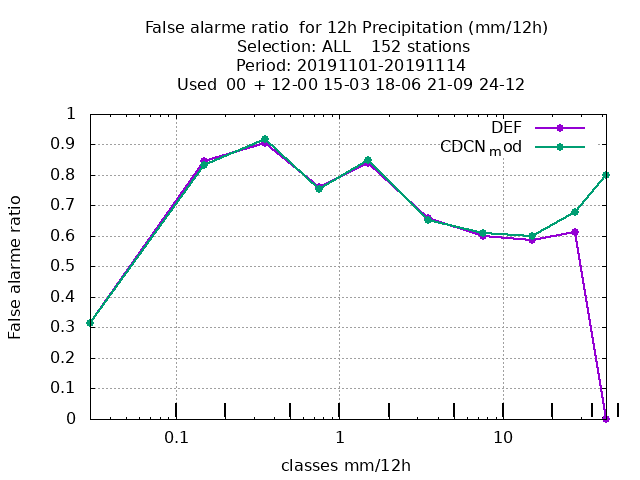 False alarme ratio  for 12h Precipitation (mm/12h)
Selection: ALL    152 stations
Period: 20191101-20191114
Used  00  + 12-00 15-03 18-06 21-09 24-12
DEF
CDCN_mod
1
0.9
0.8
0.7
0.6
0.5
0.4
0.3
0.2
0.1
0
False alarme ratio
0.1
1
10
classes mm/12h